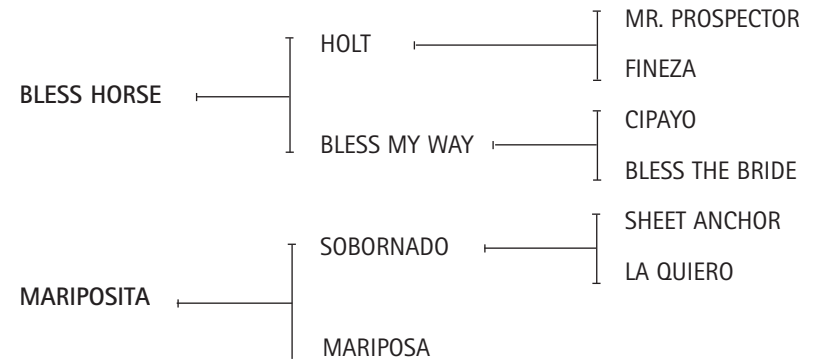 MR. PROSPECTOR
HOLT
FINEZA
BLESS HORSE
CIPAYO
BLESS MY WAY
BLESS THE BRIDE
SHEET ANCHOR
SOBORNADO
LA QUIERO
MARIPOSITA
MARIPOSA